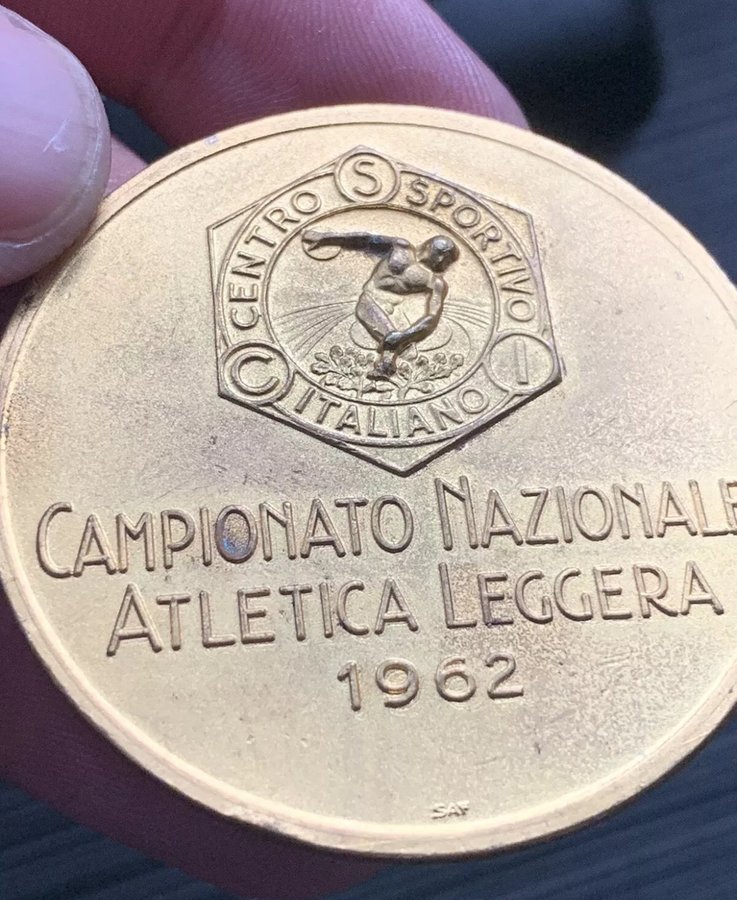 CENTRO SPORTIVO ITALIANO
C S I
CAMPIONATO NAZIONALE
ATLETICA LEGGERA
1962
SAF